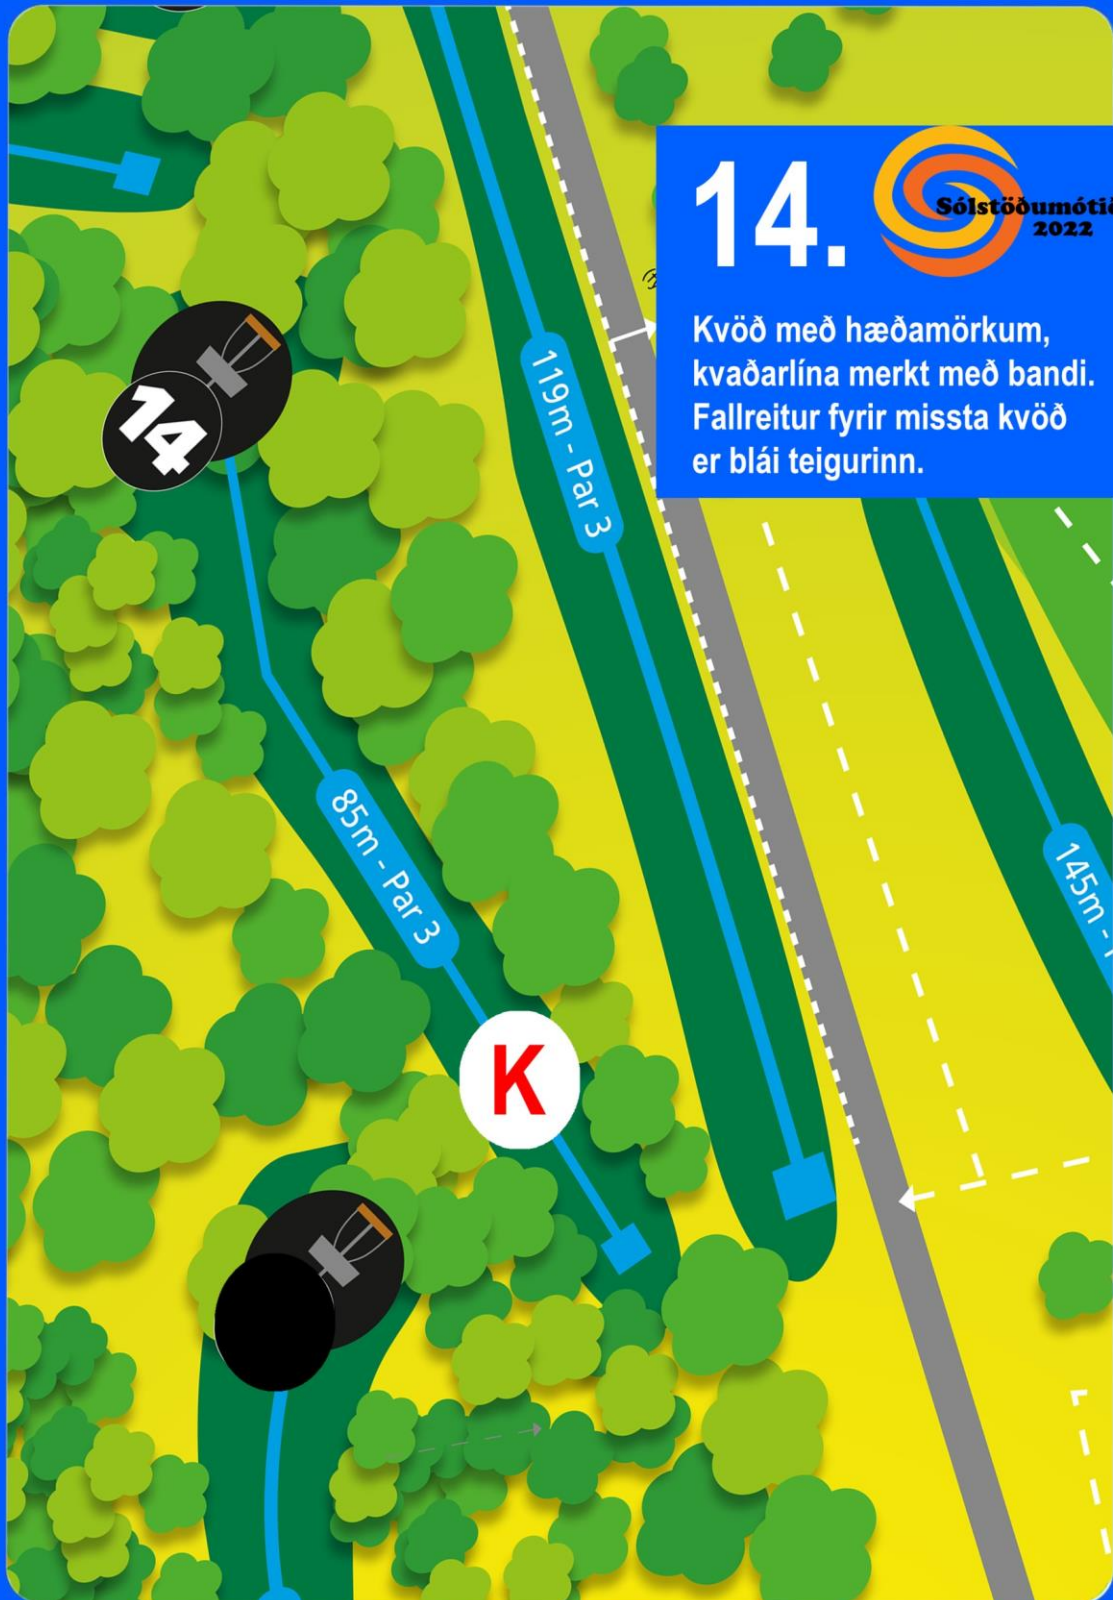 14.
Sólstöðumótið
2022
Kvöð með hæðamörkum,
kvaðarlína merkt með bandi.
Fallreitur fyrir missta kvöð
er blái teigurinn.
14
119m - Par 3
85m - Par 3
145m -
K